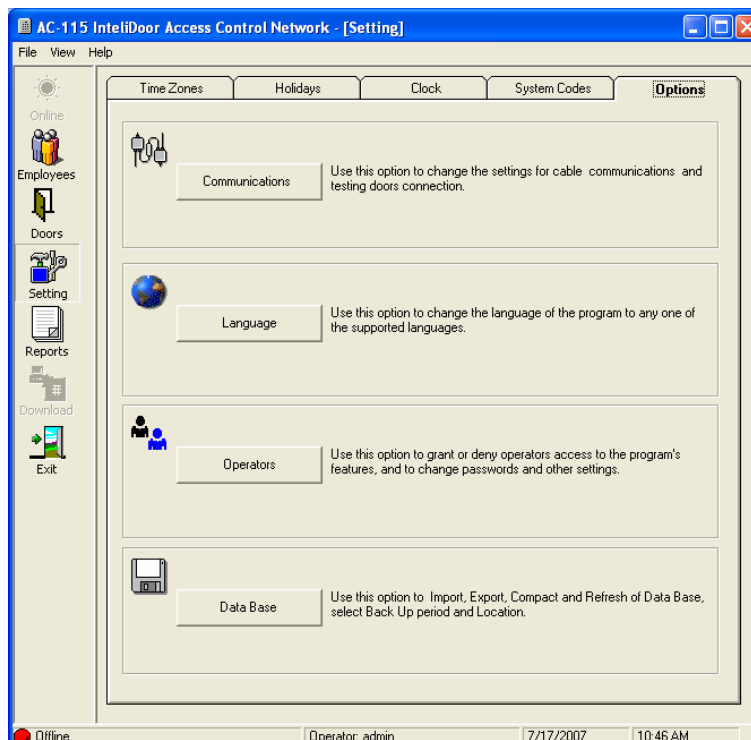 AC-115 InteliDoor Access Control Network - [Setting]
File View Help
Time Zones Holidays Clock System Codes Options
Online
Employees
Doors
Setting
Reports
Download
Exit
Communications
Use this option to change the settings for cable communications and
testing doors connection.
Language
Use this option to change the language of the program to any one of
the supported languages.
Operators
Use this option to grant or deny operators access to the program's
features, and to change passwords and other settings.
Data Base
Use this option to Import, Export, Compact and Refresh of Data Base,
select Back Up period and Location.
Offline Operator: admin 7/17/2007 10:46 AM